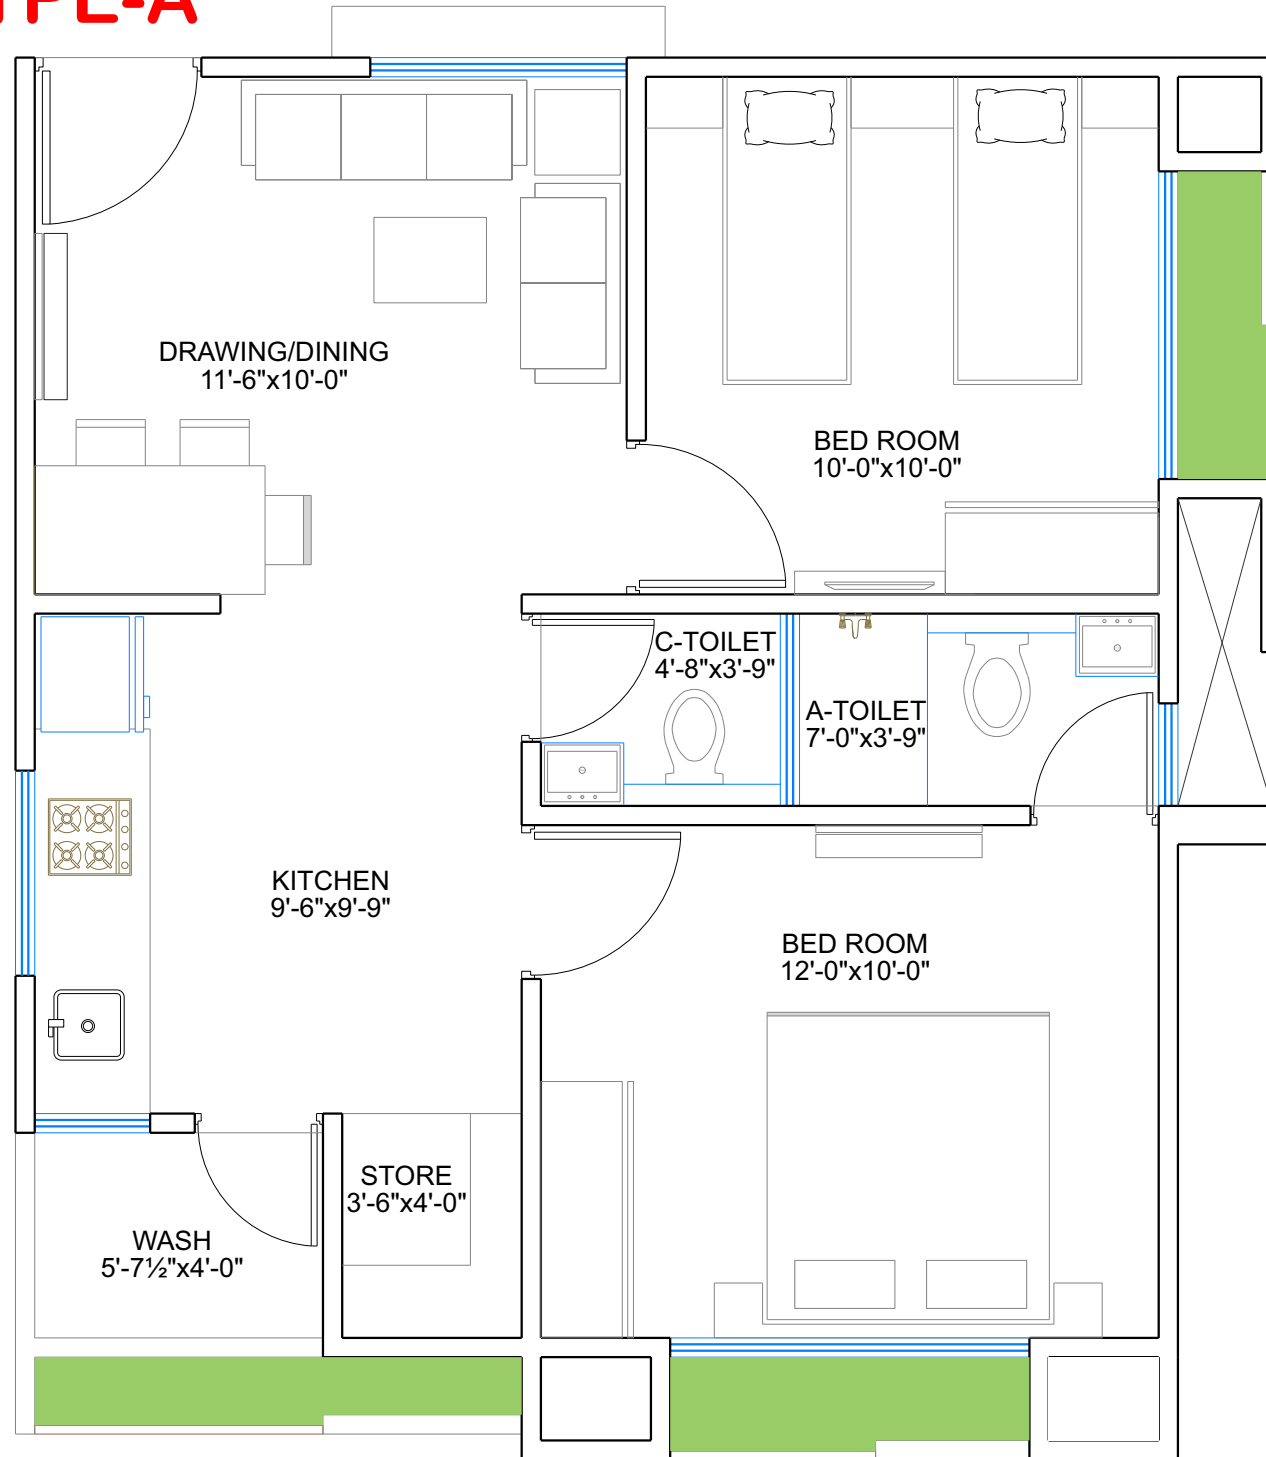 TYPE-A
DRAWING/DINING
11'-6"x10'-0"
BED ROOM
10'-0"x10'-0"
C-TOILET
4'-8"x3'-9"
A-TOILET
7'-0"x3'-9"
KITCHEN
9'-6"x9'-9"
BED ROOM
12'-0"x10'-0"
STORE
3'-6"x4'-0"
WASH
5'-7½"x4'-0"